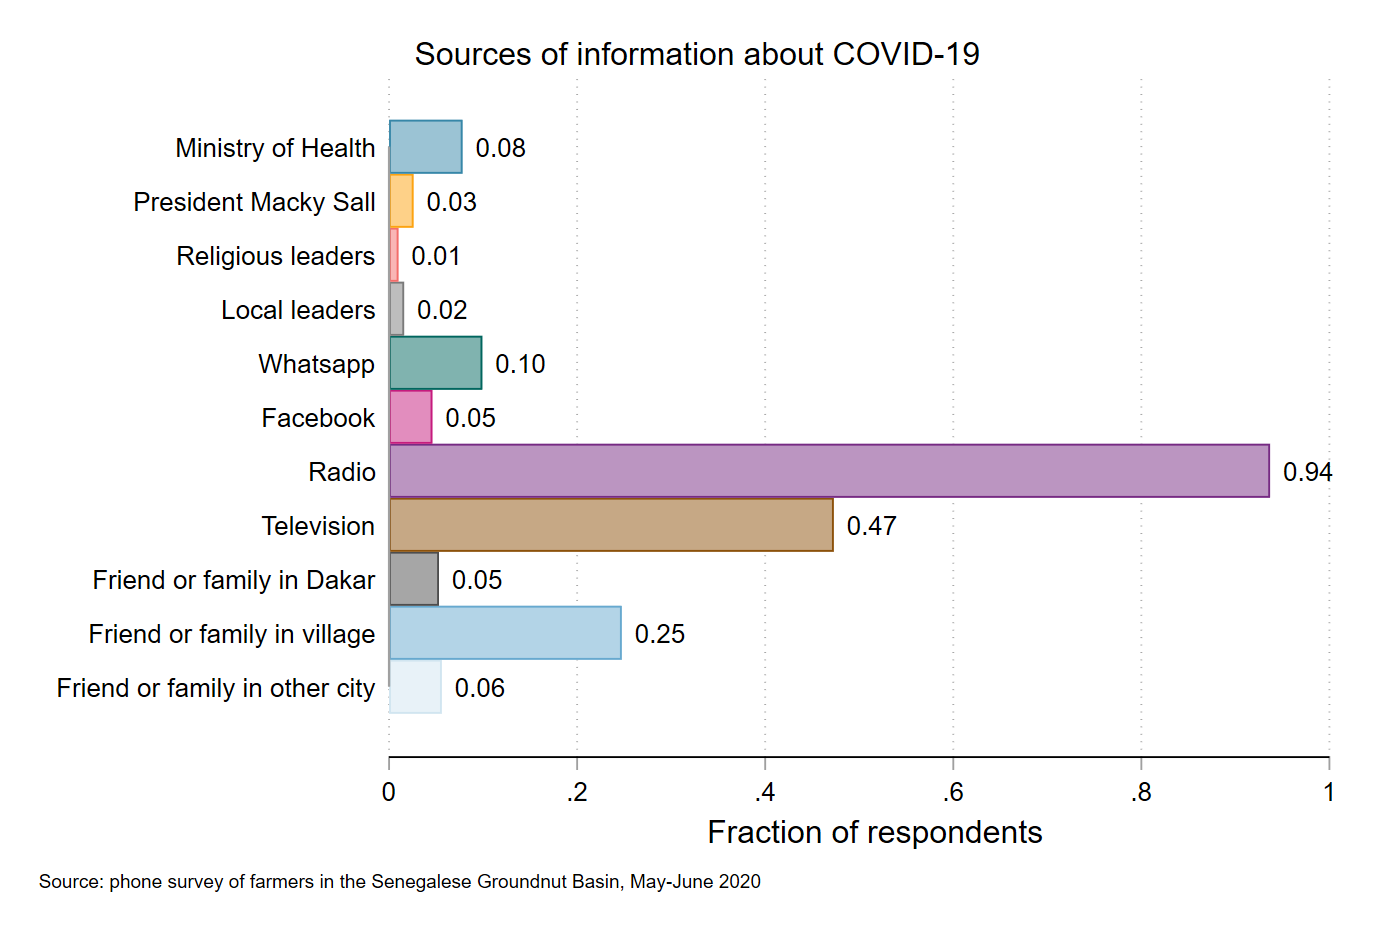 Sources of information about COVID-19
Ministry of Health 0.08
President Macky Sall 0.03
Religious leaders 0.01
Local leaders 0.02
Whatsapp 0.10
Facebook 0.05
Radio 0.94
Television 0.47
Friend or family in Dakar 0.05
Friend or family in village 0.25
Friend or family in other city 0.06
0 .2 .4 .6 .8 1
Fraction of respondents
Source: phone survey of farmers in the Senegalese Groundnut Basin, May-June 2020